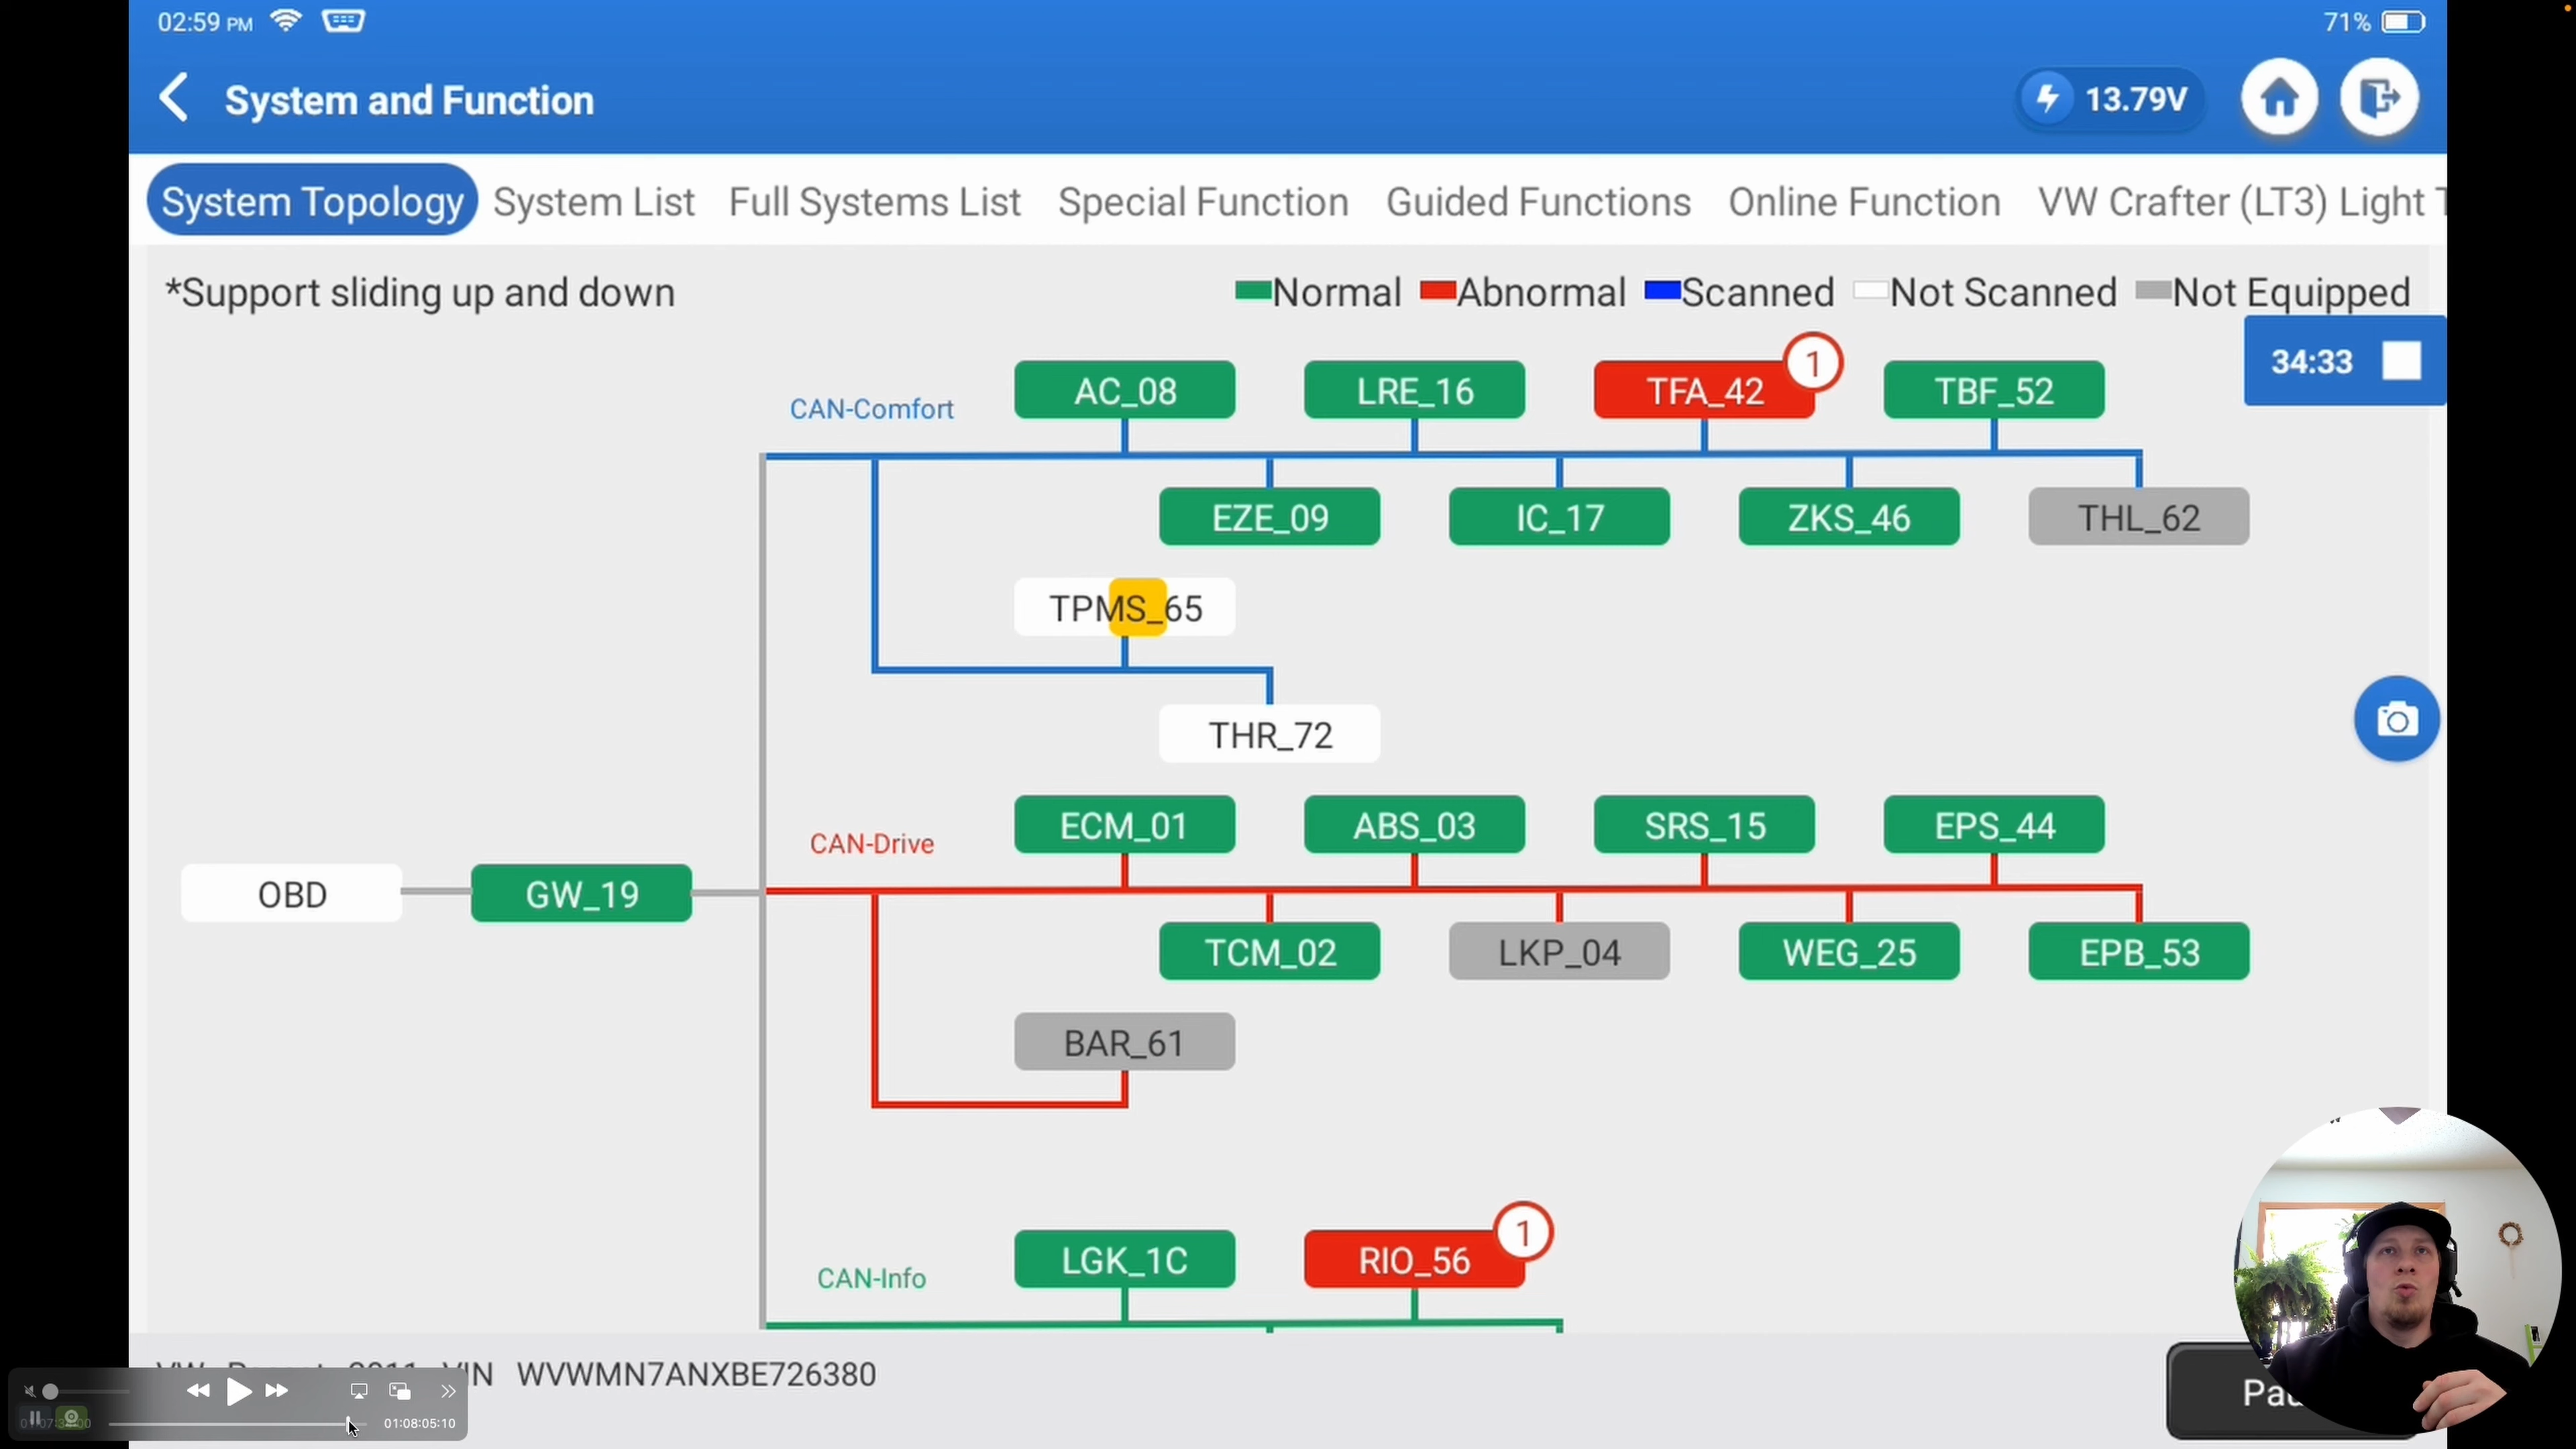 02:59 PM
71%
System and Function
13.79V
System Topology System List Full Systems List Special Function Guided Functions Online Function VW Crafter (LT3) Light T
*Support sliding up and down
Normal Abnormal Scanned Not Scanned Not Equipped
34:33
CAN-Comfort
AC_08 LRE_16 TFA_42 1 TBF_52
EZE_09 IC_17 ZKS_46 THL_62
TPMS_65
THR_72
CAN-Drive
ECM_01 ABS_03 SRS_15 EPS_44
OBD GW_19
TCM_02 LKP_04 WEG_25 EPB_53
BAR_61
CAN-Info
LGK_1C RIO_56 1
VIN WVWMN7ANXBE726380
01:08:05:10